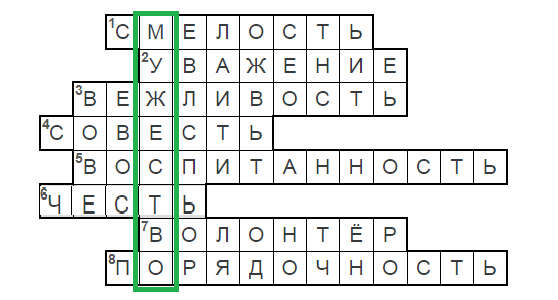 1СМЕЛОСТЬ
2УВАЖЕНИЕ
3ВЕЖЛИВОСТЬ
4СОВЕСТЬ
5ВОСПИТАННОСТЬ
6ЧЕСТЬ
7ВОЛОНТЁР
8ПОРЯДОЧНОСТЬ